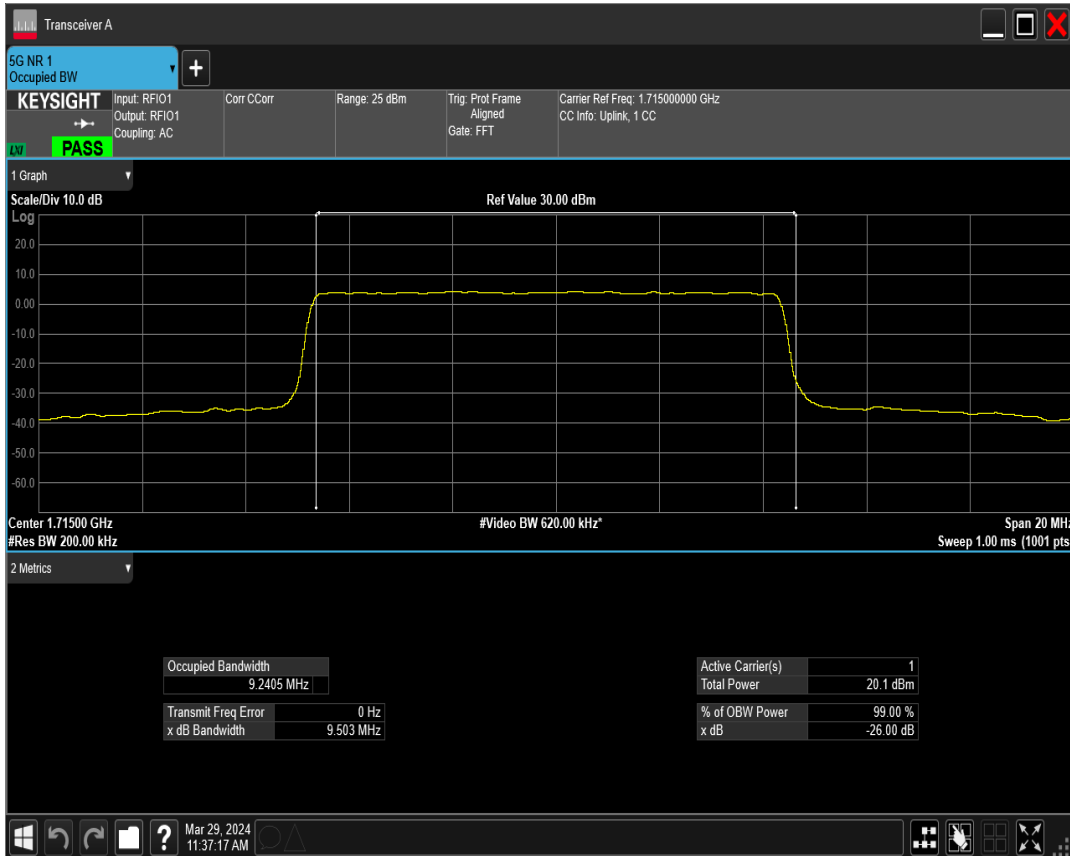 Transceiver A
5G NR 1
Occupied BW
+
KEYSIGHT
LXI
PASS
Input: RFIO1
Output: RFIO1
Coupling: AC
Corr CCorr
Range: 25 dBm
Trig: Prot Frame
Aligned
Gate: FFT
Carrier Ref Freq: 1.715000000 GHz
CC Info: Uplink, 1 CC
1 Graph
Scale/Div 10.0 dB
Ref Value 30.00 dBm
Log
20.0
10.0
0.00
-10.0
-20.0
-30.0
-40.0
-50.0
-60.0
Center 1.71500 GHz
#Video BW 620.00 kHz*
Span 20 MHz
#Res BW 200.00 kHz
Sweep 1.00 ms (1001 pts
2 Metrics
Occupied Bandwidth
9.2405 MHz
Transmit Freq Error 0 Hz
x dB Bandwidth 9.503 MHz
Active Carrier(s) 1
Total Power 20.1 dBm
% of OBW Power 99.00 %
x dB -26.00 dB
?
Mar 29, 2024
11:37:17 AM